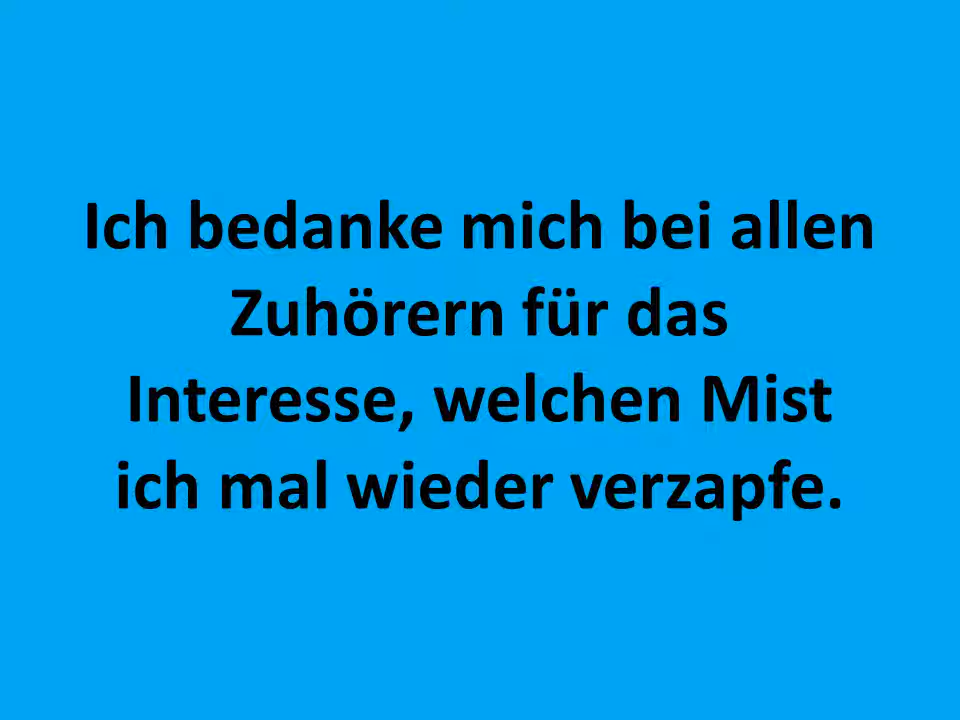 Ich bedanke mich bei allen
Zuhörern für das
Interesse, welchen Mist
ich mal wieder verzapfe.